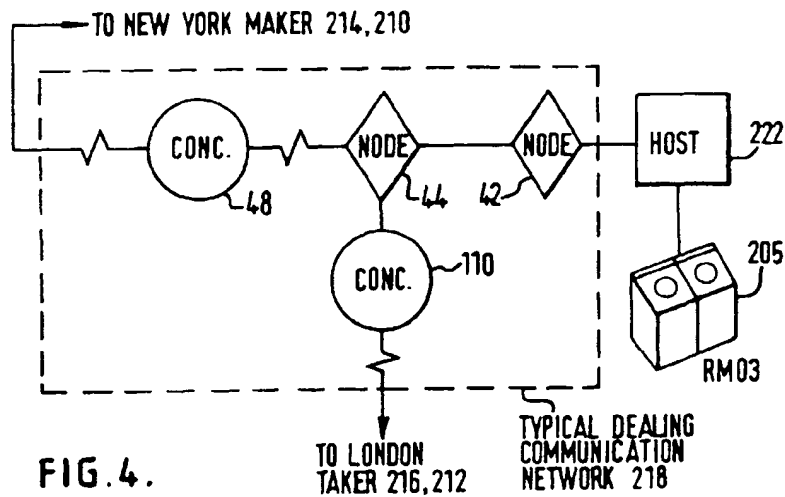 TO NEW YORK MAKER 214,210
CONC.
NODE
NODE
HOST
222
48
44
42
CONC.
110
205
RM03
TYPICAL DEALING
COMMUNICATION
NETWORK 218
TO LONDON
TAKER 216,212
FIG.4.